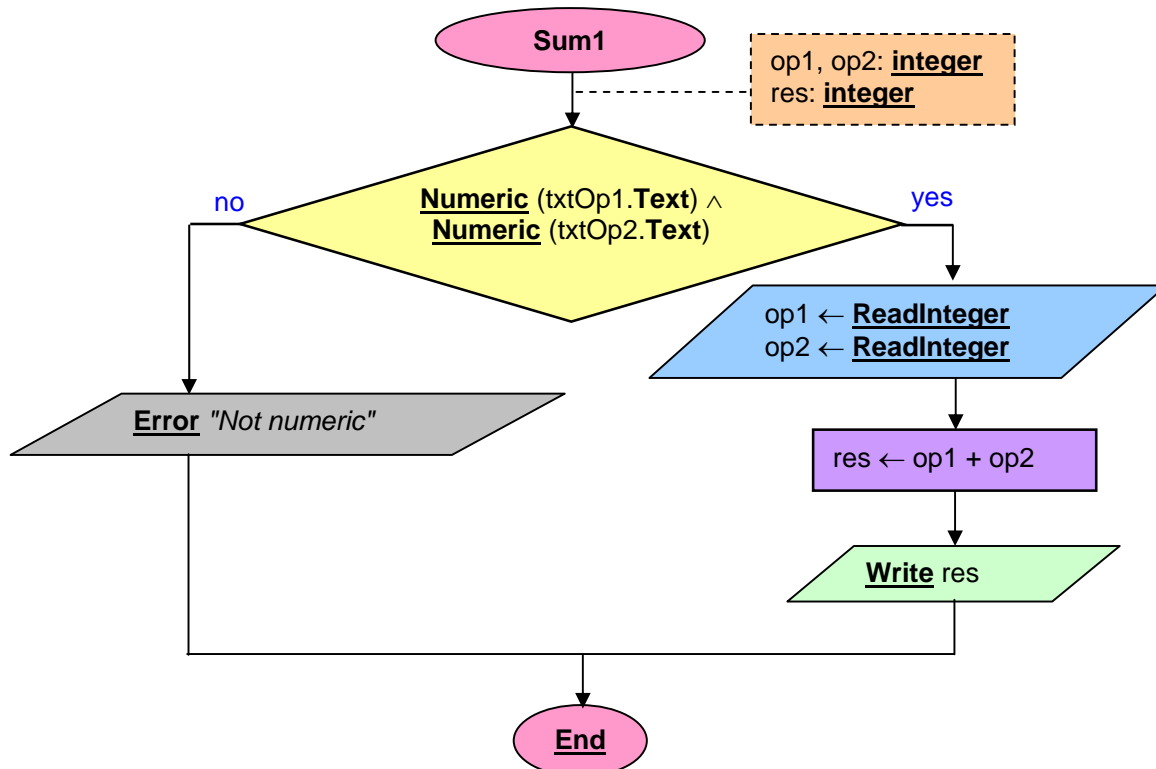 Sum1
op1, op2: integer
res: integer
Numeric (txtOp1.Text) ∧
Numeric (txtOp2.Text)
no
yes
op1 ← ReadInteger
op2 ← ReadInteger
Error "Not numeric"
res ← op1 + op2
Write res
End